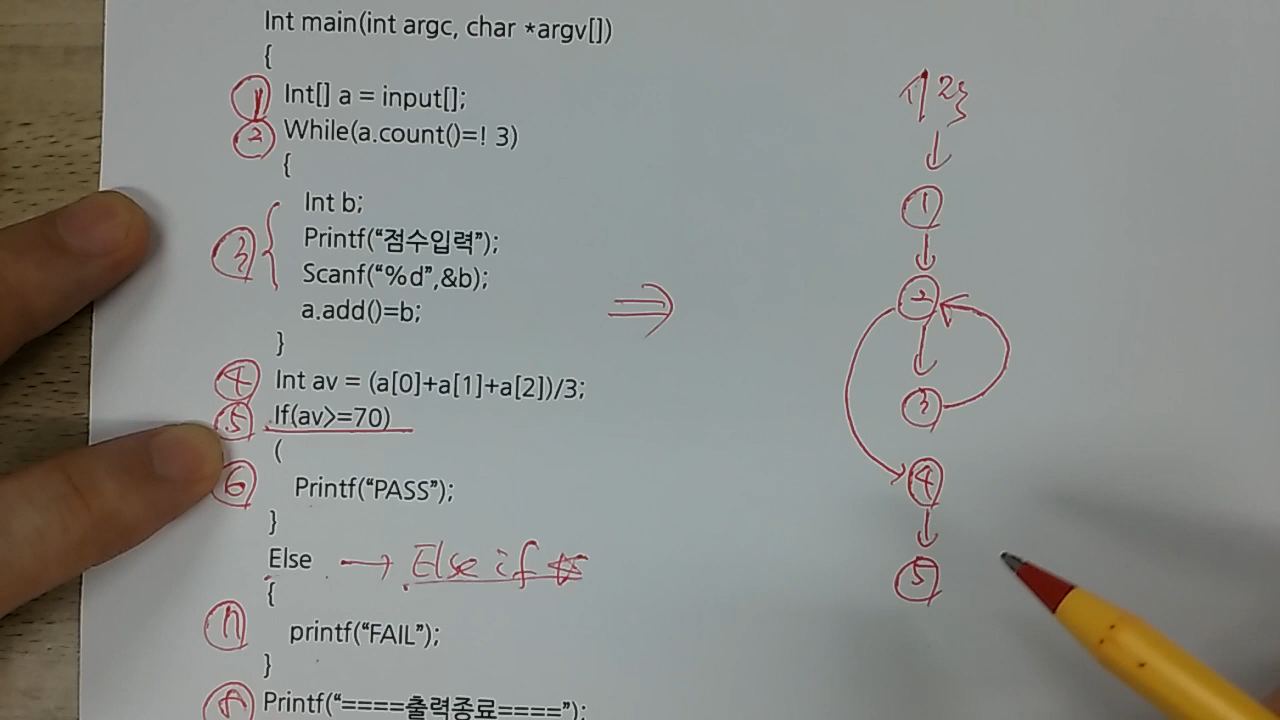 Int main(int argc, char *argv[])
{
① Int[] a = input[];
② While(a.count()=! 3)
{
Int b;
Printf(“점수입력”);
③ {
Scanf(“%d”,&b);
a.add()=b;
}
④ Int av = (a[0]+a[1]+a[2])/3;
⑤ If(av>=70)
(
⑥ Printf(“PASS”);
}
Else → Else if
{
⑦ printf(“FAIL”);
}
⑧ Printf(“====출력종료====”);
⇒
↓
①
↓
②
↓
③
④
↓
⑤